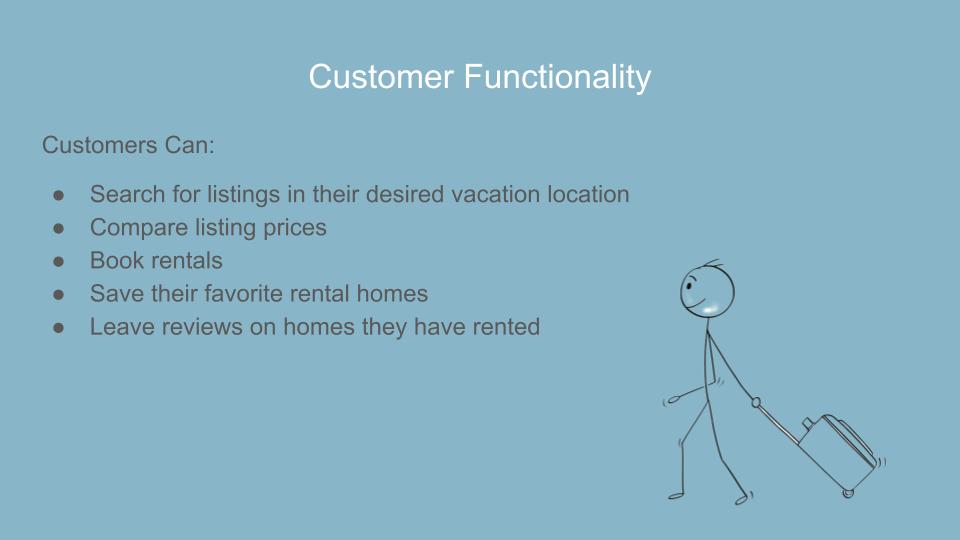 Customer Functionality
Customers Can:
● Search for listings in their desired vacation location
● Compare listing prices
● Book rentals
● Save their favorite rental homes
● Leave reviews on homes they have rented